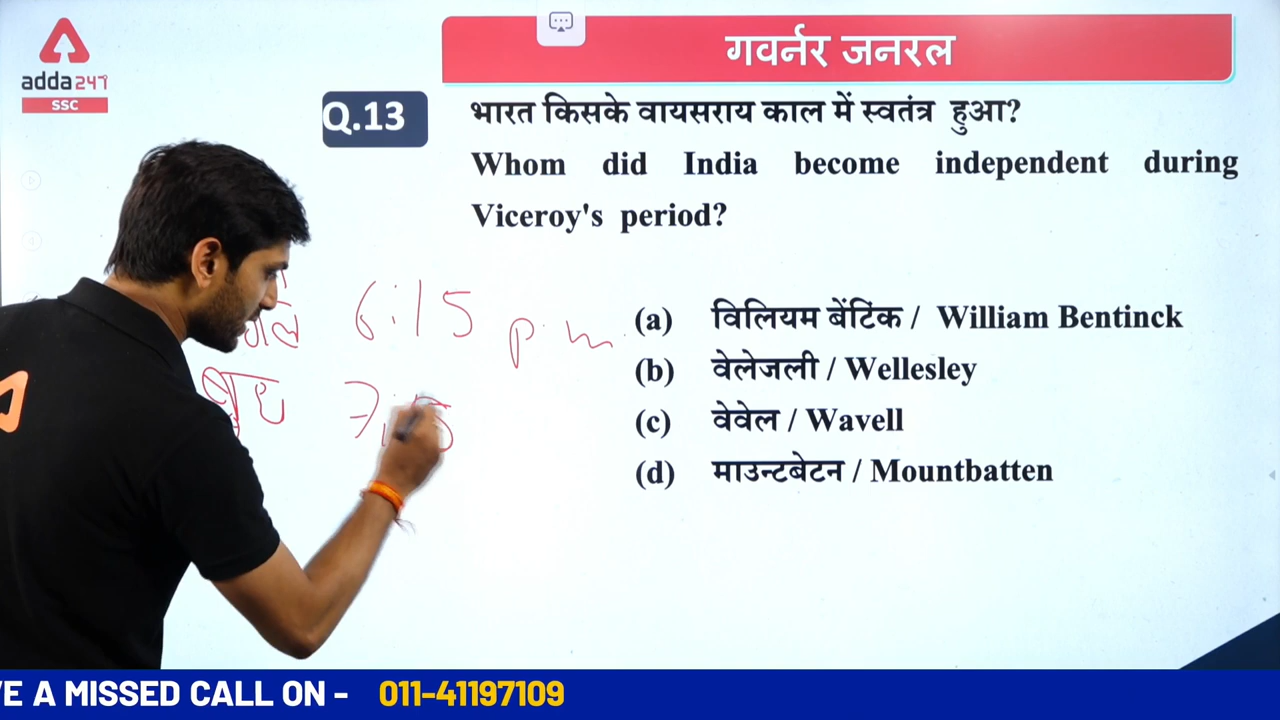 adda247
SSC
गवर्नर जनरल
Q.13
भारत किसके वायसराय काल में स्वतंत्र हुआ?
Whom did India become independent during
Viceroy's period?
6:15 p.m.
बुध
(a) विलियम बेंटिंक / William Bentinck
(b) वेलेजली / Wellesley
(c) वेवेल / Wavell
(d) माउन्टबेटन / Mountbatten
E A MISSED CALL ON - 011-41197109